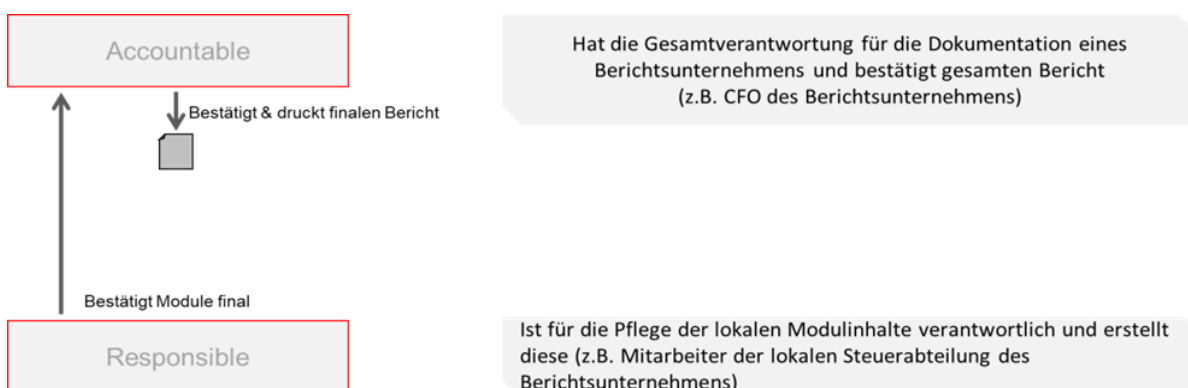 Accountable
Hat die Gesamtverantwortung für die Dokumentation eines
Berichtsunternehmens und bestätigt gesamten Bericht
(z.B. CFO des Berichtsunternehmens)
Bestätigt & druckt finalen Bericht
Bestätigt Module final
Responsible
Ist für die Pflege der lokalen Modulinhalte verantwortlich und erstellt
diese (z.B. Mitarbeiter der lokalen Steuerabteilung des
Berichtsunternehmens)